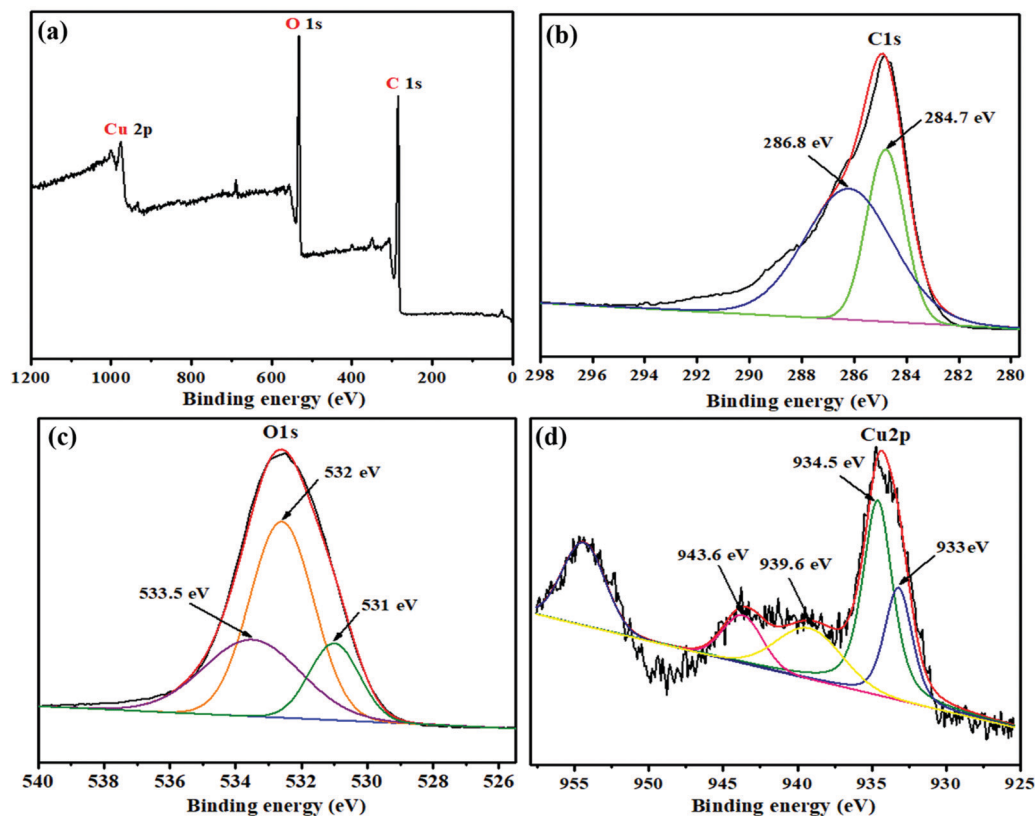 (a)
O 1s
C 1s
Cu 2p
1200 1000 800 600 400 200 0
Binding energy (eV)
(b)
C1s
284.7 eV
286.8 eV
298 296 294 292 290 288 286 284 282 280
Binding energy (eV)
(c)
O1s
532 eV
533.5 eV
531 eV
540 538 536 534 532 530 528 526
Binding energy (eV)
(d)
Cu2p
934.5 eV
943.6 eV
939.6 eV
933 eV
955 950 945 940 935 930 925
Binding energy (eV)